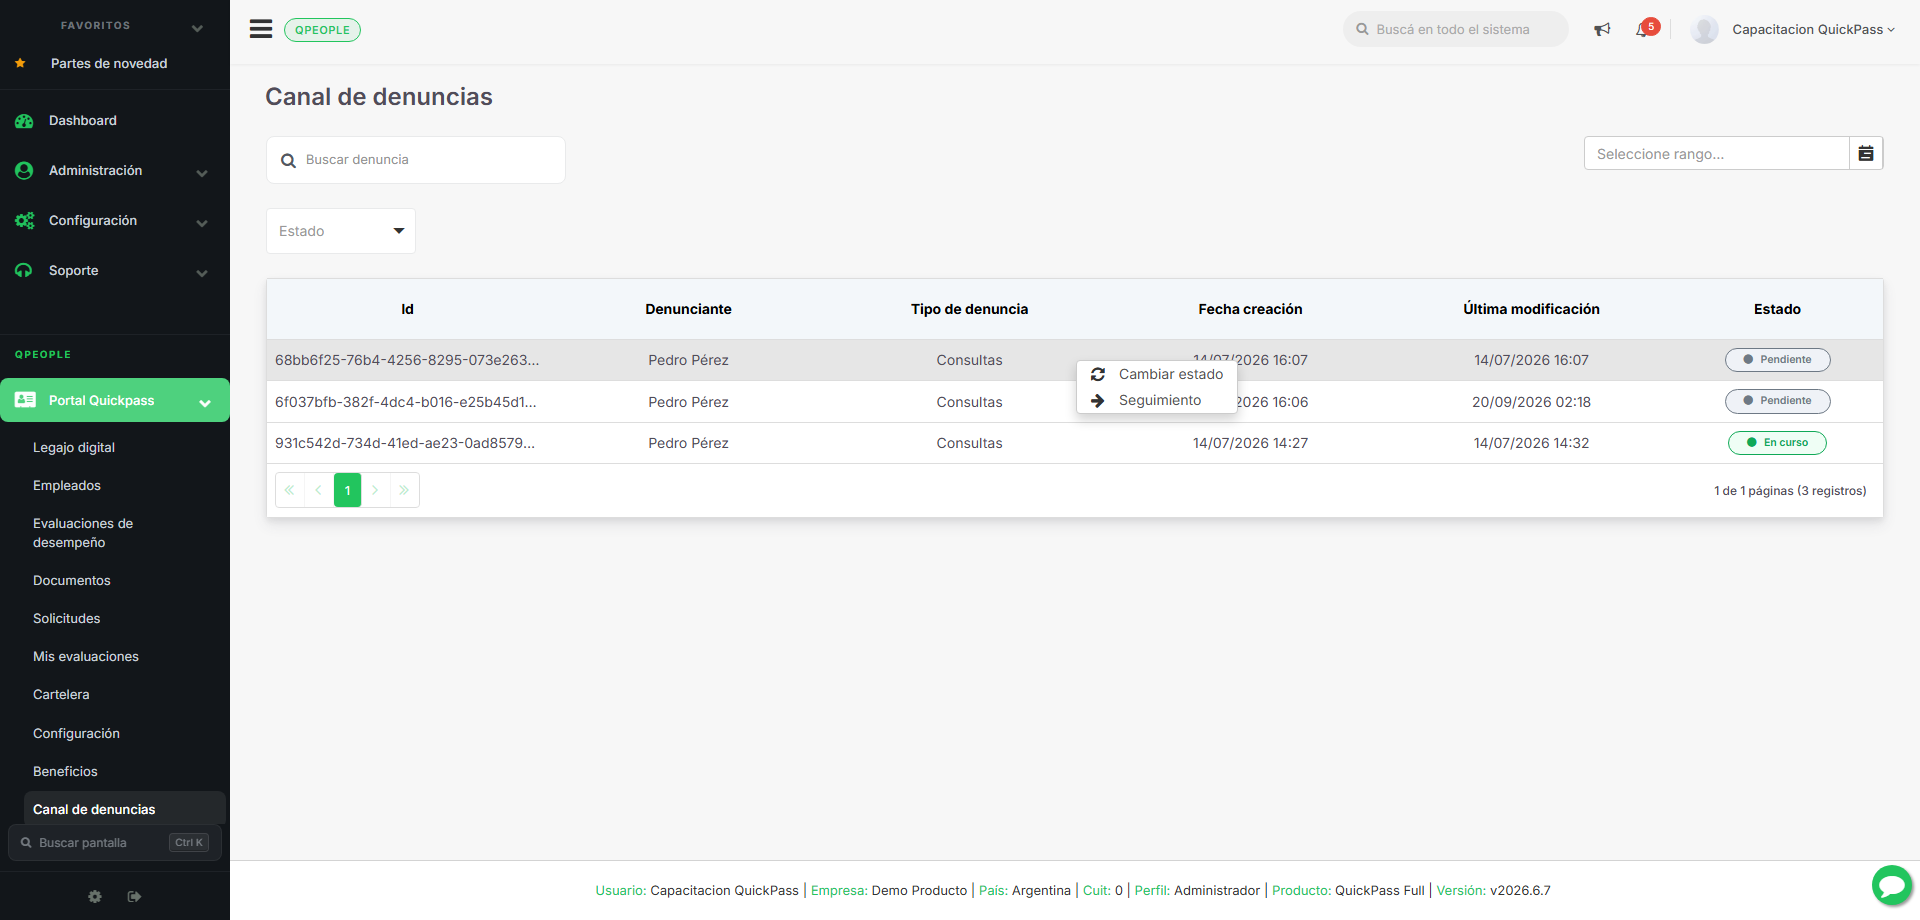 FAVORITOS
Partes de novedad
Dashboard
Administración
Configuración
Soporte
QPEOPLE
Portal Quickpass
Legajo digital
Empleados
Evaluaciones de
desempeño
Documentos
Solicitudes
Mis evaluaciones
Cartelera
Configuración
Beneficios
Canal de denuncias
Buscar pantalla Ctrl K
QPEOPLE
Buscá en todo el sistema
5
Capacitacion QuickPass
Canal de denuncias
Buscar denuncia
Seleccione rango...
Estado
Id Denunciante Tipo de denuncia Fecha creación Última modificación Estado
68bb6f25-76b4-4256-8295-073e263... Pedro Pérez Consultas 14/07/2026 16:07 14/07/2026 16:07 Pendiente
Cambiar estado
Seguimiento
6f037bfb-382f-4dc4-b016-e25b45d1... Pedro Pérez Consultas 2026 16:06 20/09/2026 02:18 Pendiente
931c542d-734d-41ed-ae23-0ad8579... Pedro Pérez Consultas 14/07/2026 14:27 14/07/2026 14:32 En curso
1
1 de 1 páginas (3 registros)
Usuario: Capacitacion QuickPass | Empresa: Demo Producto | País: Argentina | Cuit: 0 | Perfil: Administrador | Producto: QuickPass Full | Versión: v2026.6.7